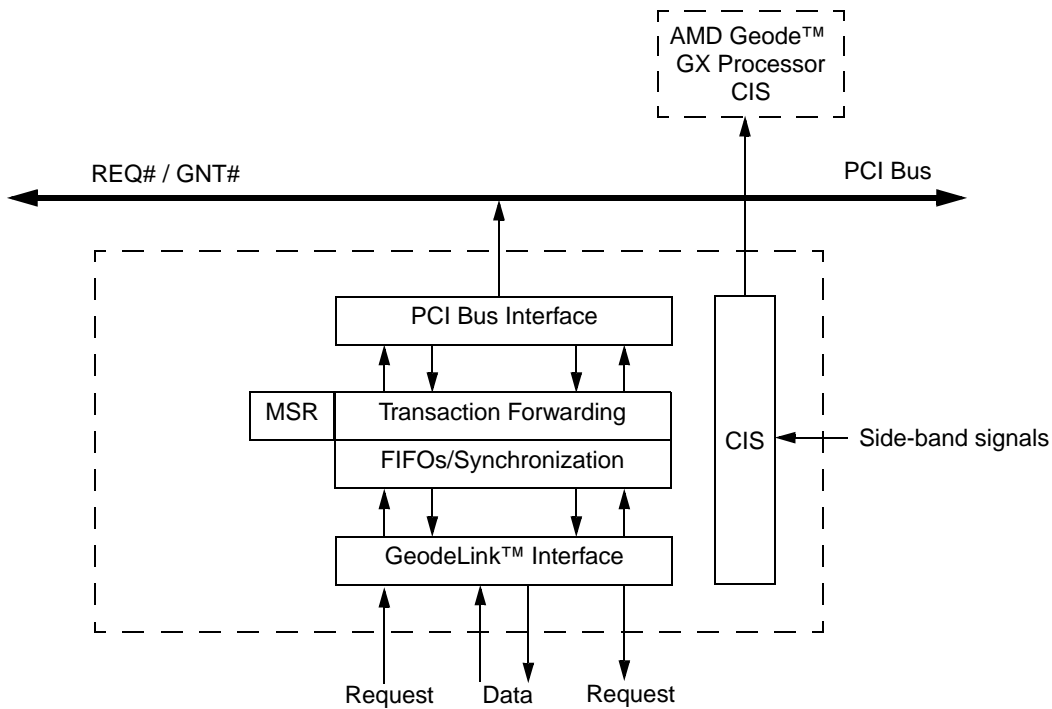 AMD Geode™
GX Processor
CIS
REQ# / GNT#
PCI Bus
PCI Bus Interface
MSR
Transaction Forwarding
FIFOs/Synchronization
CIS
Side-band signals
GeodeLink™ Interface
Request
Data
Request